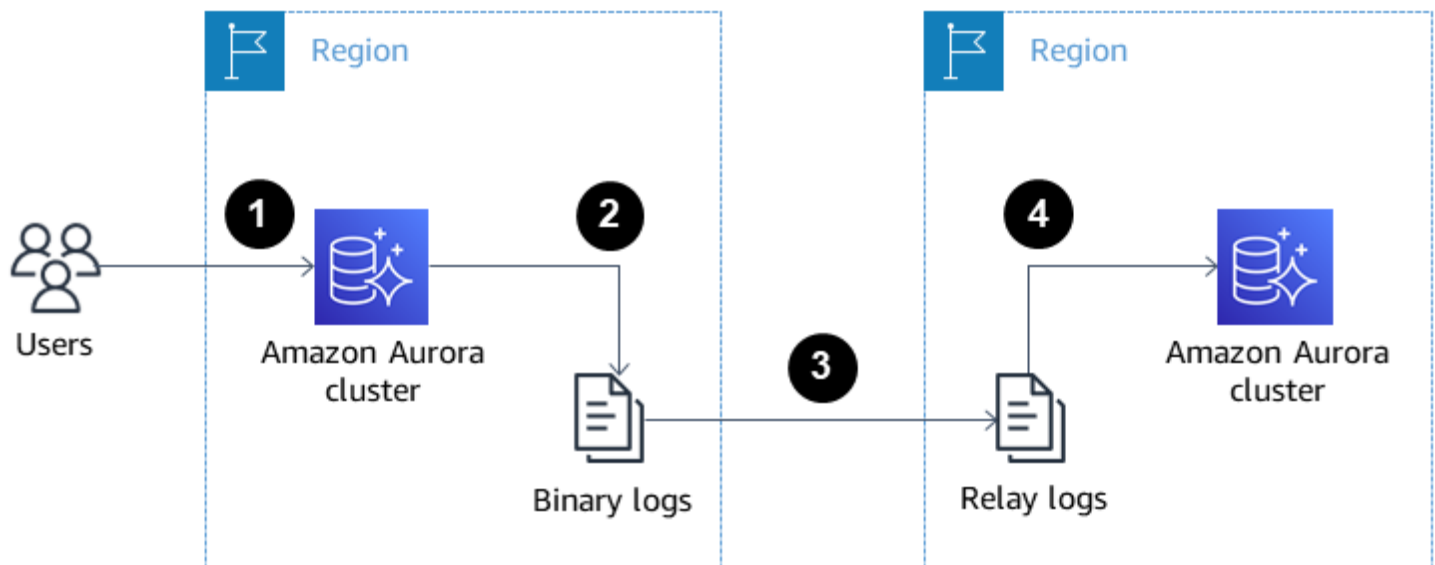 Region
Region
1
2
4
Users
Amazon Aurora
cluster
Amazon Aurora
cluster
3
Binary logs
Relay logs